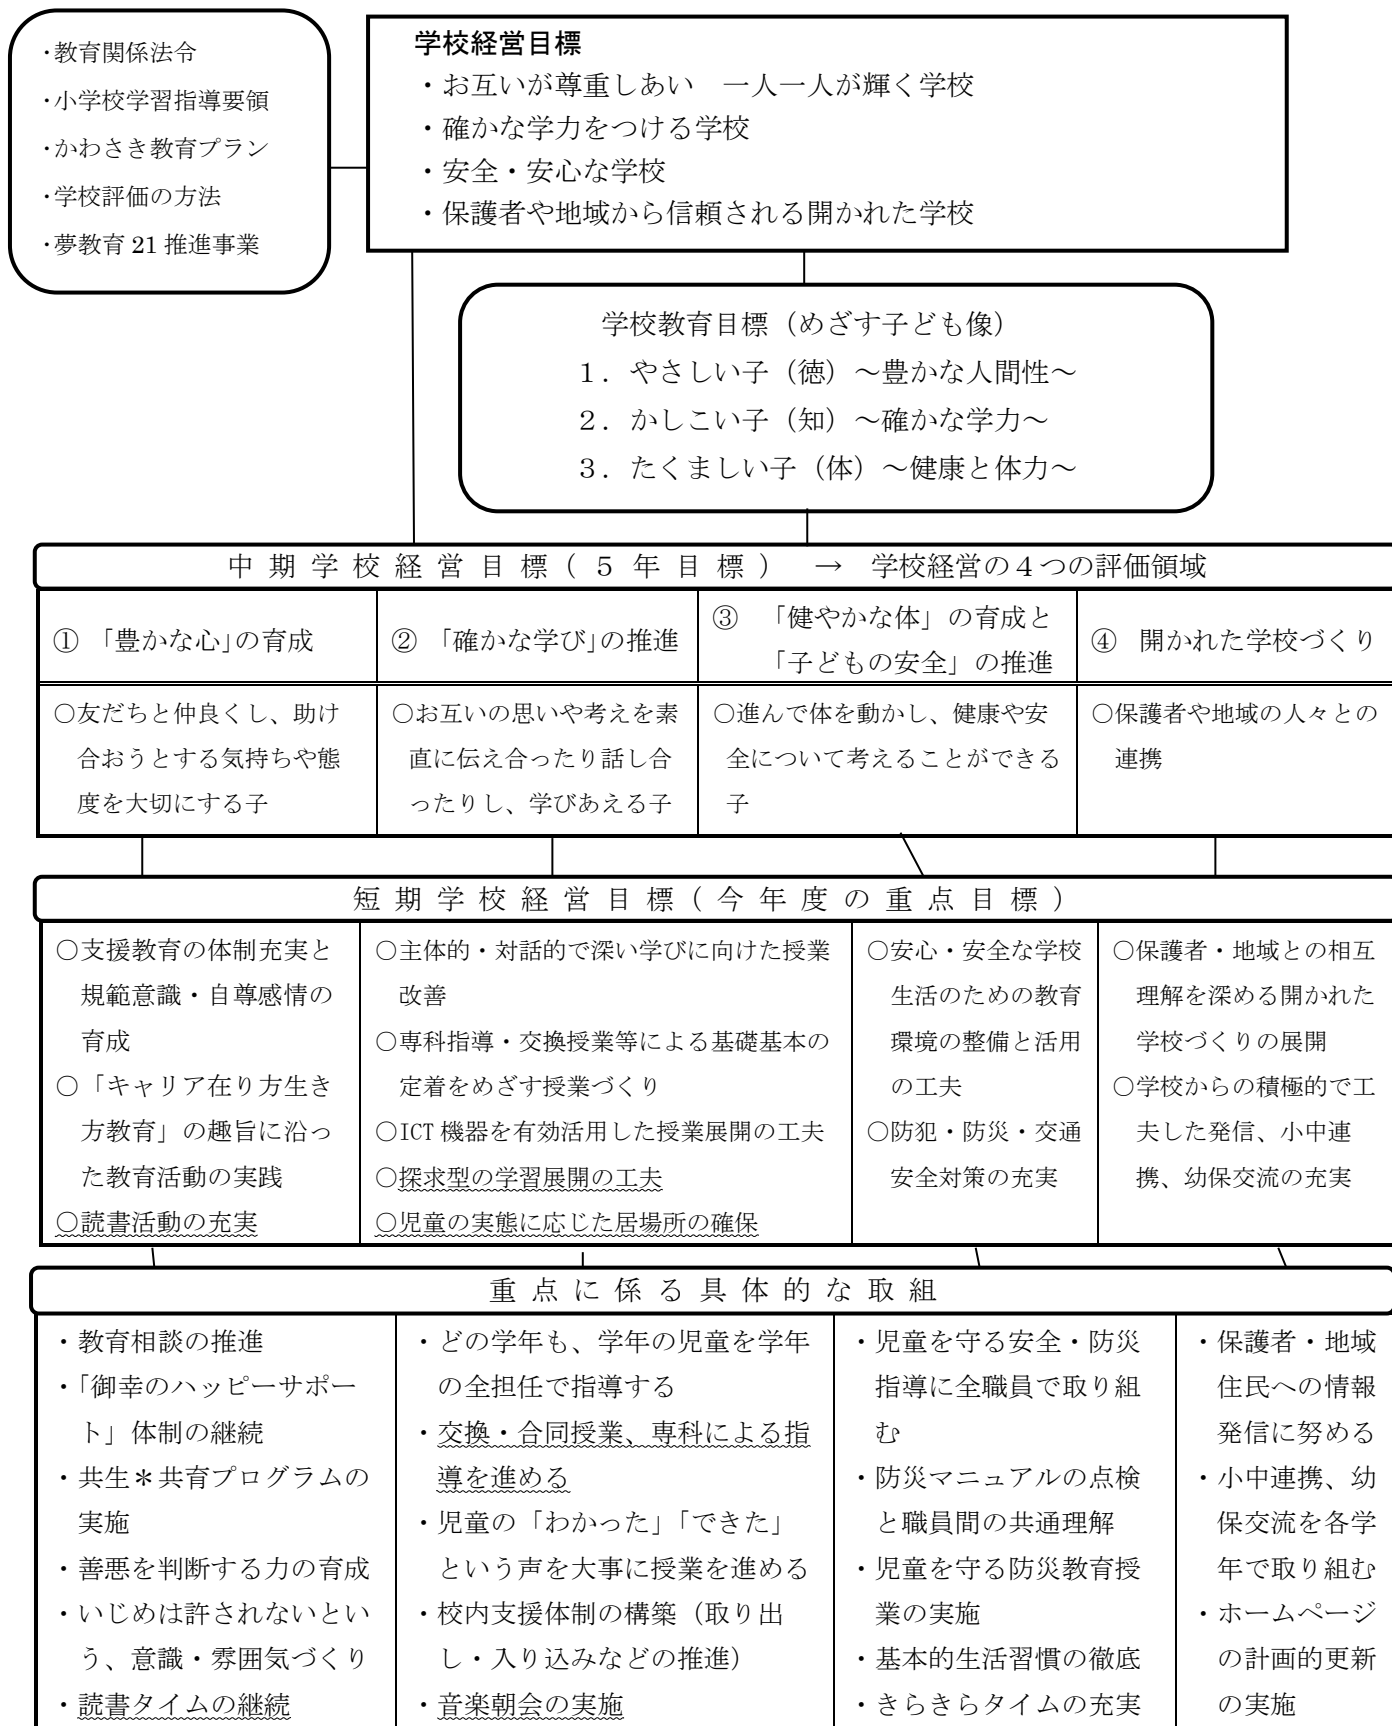 ・教育関係法令
・小学校学習指導要領
・かわさき教育プラン
・学校評価の方法
・夢教育 21 推進事業
学校経営目標
・お互いが尊重しあい　一人一人が輝く学校
・確かな学力をつける学校
・安全・安心な学校
・保護者や地域から信頼される開かれた学校
学校教育目標（めざす子ども像）
１．やさしい子（徳）～豊かな人間性～
２．かしこい子（知）～確かな学力～
３．たくましい子（体）～健康と体力～
中期学校経営目標（５年目標）　→　学校経営の４つの評価領域
①　「豊かな心」の育成
②　「確かな学び」の推進
③　「健やかな体」の育成と
「子どもの安全」の推進
④　開かれた学校づくり
○友だちと仲良くし、助け
合おうとする気持ちや態
度を大切にする子
○お互いの思いや考えを素
直に伝え合ったり話し合
ったりし、学びあえる子
○進んで体を動かし、健康や安
全について考えることができる
子
○保護者や地域の人々との
連携
短期学校経営目標（今年度の重点目標）
○支援教育の体制充実と
規範意識・自尊感情の
育成
○「キャリア在り方生き
方教育」の趣旨に沿っ
た教育活動の実践
○読書活動の充実
○主体的・対話的で深い学びに向けた授業
改善
○専科指導・交換授業等による基礎基本の
定着をめざす授業づくり
○ICT 機器を有効活用した授業展開の工夫
○探求型の学習展開の工夫
○児童の実態に応じた居場所の確保
○安心・安全な学校
生活のための教育
環境の整備と活用
の工夫
○防犯・防災・交通
安全対策の充実
○保護者・地域との相互
理解を深める開かれた
学校づくりの展開
○学校からの積極的で工
夫した発信、小中連
携、幼保交流の充実
重点に係る具体的な取組
・教育相談の推進
・「御幸のハッピーサポー
ト」体制の継続
・共生＊共育プログラムの
実施
・善悪を判断する力の育成
・いじめは許されないとい
う、意識・雰囲気づくり
・読書タイムの継続
・どの学年も、学年の児童を学年
の全担任で指導する
・交換・合同授業、専科による指
導を進める
・児童の「わかった」「できた」
という声を大事に授業を進める
・校内支援体制の構築（取り出
し・入り込みなどの推進）
・音楽朝会の実施
・児童を守る安全・防災
指導に全職員で取り組
む
・防災マニュアルの点検
と職員間の共通理解
・児童を守る防災教育授
業の実施
・基本的生活習慣の徹底
・きらきらタイムの充実
・保護者・地域
住民への情報
発信に努める
・小中連携、幼
保交流を各学
年で取り組む
・ホームページ
の計画的更新
の実施